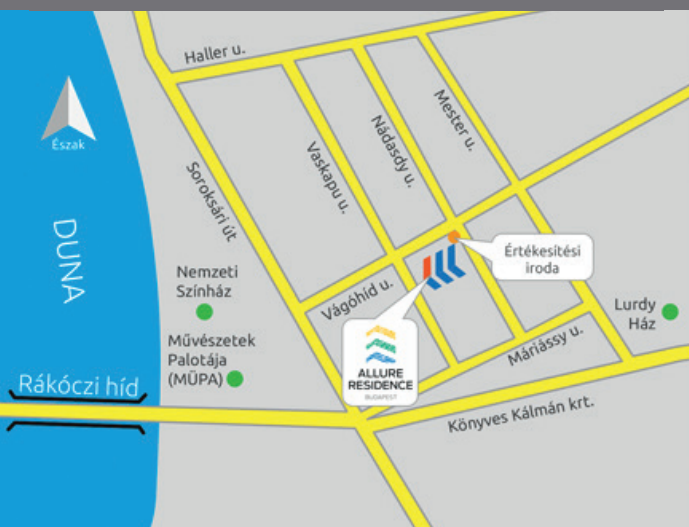 Haller u.
Észak
Mester u.
Nádasdy u.
Vaskapu u.
Soroksári út
DUNA
Értékesítési
iroda
Nemzeti
Színház
Vágóhíd u.
Lurdy
Ház
Művészetek
Palotája
(MÜPA)
Máriássy u.
ALLURE
RESIDENCE
BUDAPEST
Rákóczi híd
Könyves Kálmán krt.